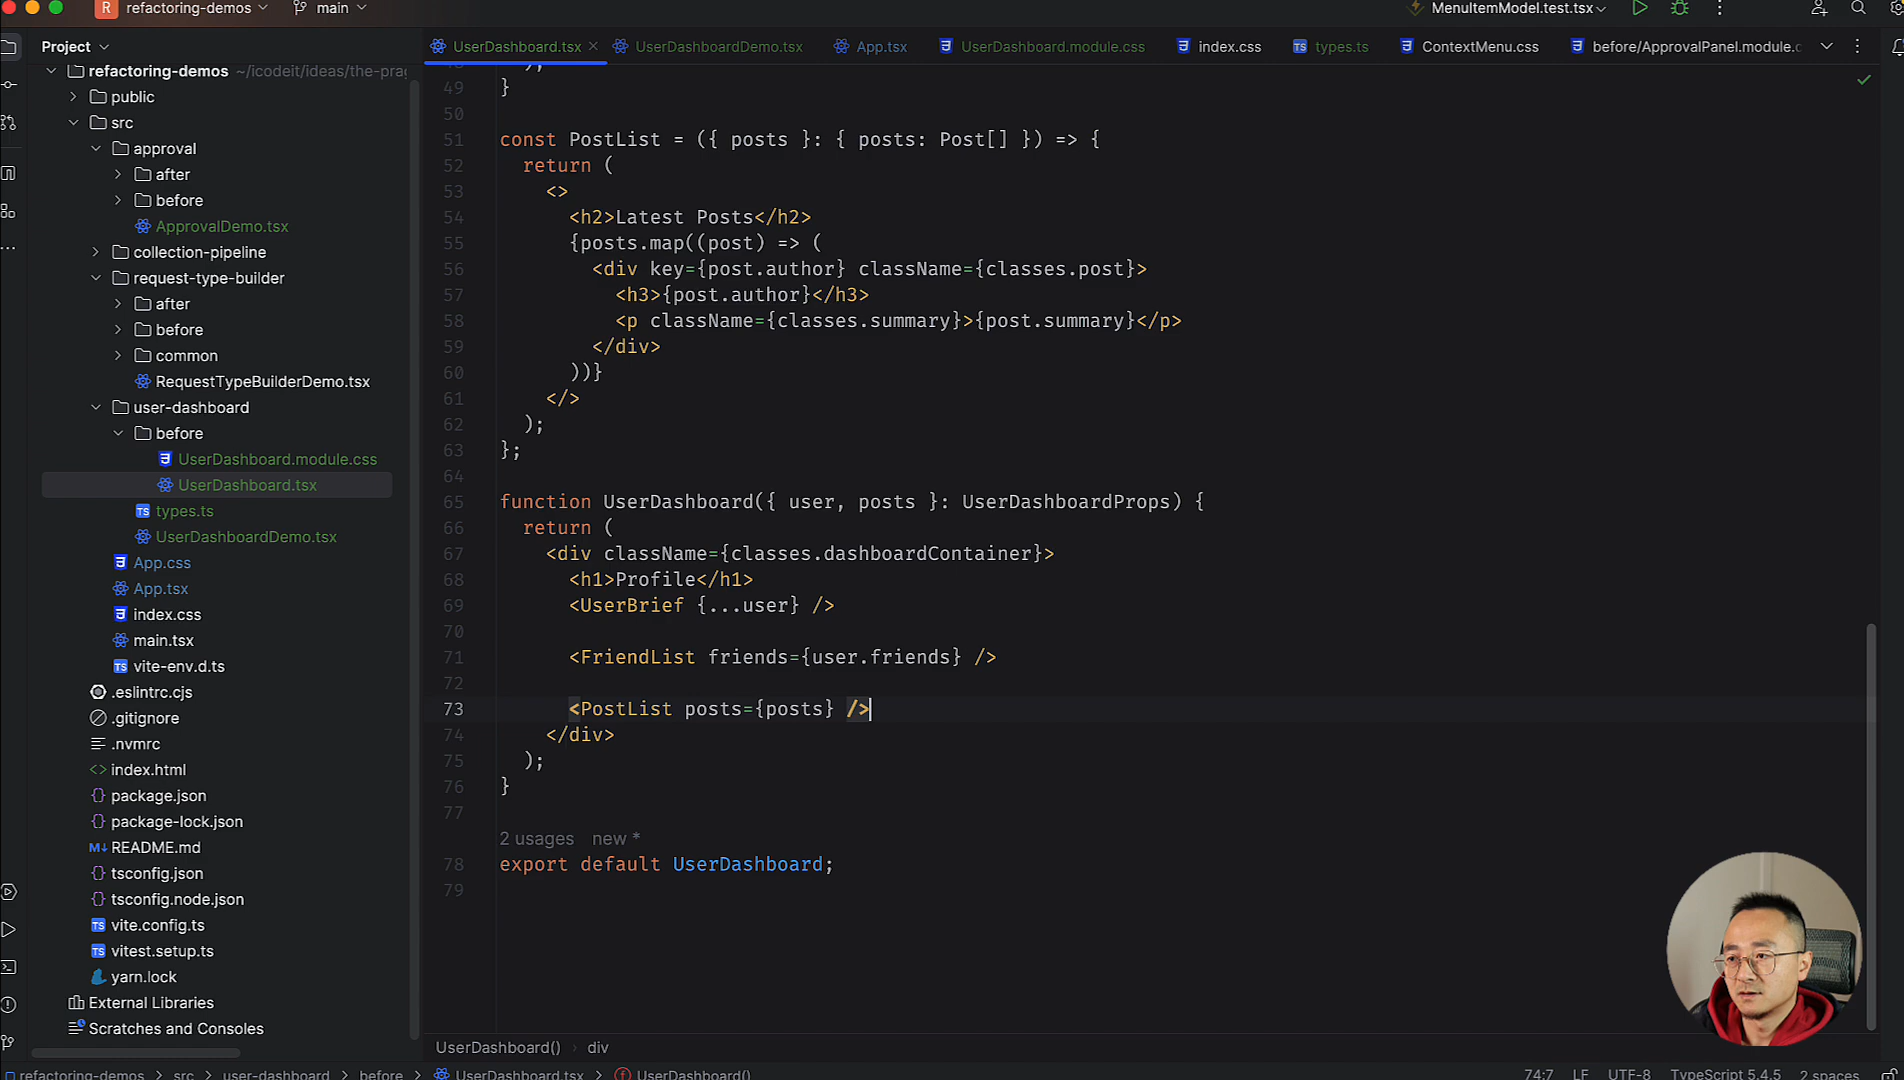 R refactoring-demos main MenuItemModel.test.tsx
Project UserDashboard.tsx UserDashboardDemo.tsx App.tsx UserDashboard.module.css index.css TS types.ts ContextMenu.css before/ApprovalPanel.module.c
refactoring-demos ~/icodeit/ideas/the-prag
public
src
approval
after
before
ApprovalDemo.tsx
collection-pipeline
request-type-builder
after
before
common
RequestTypeBuilderDemo.tsx
user-dashboard
before
UserDashboard.module.css
UserDashboard.tsx
TS types.ts
UserDashboardDemo.tsx
App.css
App.tsx
index.css
main.tsx
TS vite-env.d.ts
.eslintrc.cjs
.gitignore
.nvmrc
<> index.html
{} package.json
{} package-lock.json
M↓ README.md
{} tsconfig.json
{} tsconfig.node.json
TS vite.config.ts
TS vitest.setup.ts
yarn.lock
External Libraries
Scratches and Consoles
);
49 }
50
51 const PostList = ({ posts }: { posts: Post[] }) => {
52 return (
53 <>
54 <h2>Latest Posts</h2>
55 {posts.map((post) => (
56 <div key={post.author} className={classes.post}>
57 <h3>{post.author}</h3>
58 <p className={classes.summary}>{post.summary}</p>
59 </div>
60 ))}
61 </>
62 );
63 };
64
65 function UserDashboard({ user, posts }: UserDashboardProps) {
66 return (
67 <div className={classes.dashboardContainer}>
68 <h1>Profile</h1>
69 <UserBrief {...user} />
70
71 <FriendList friends={user.friends} />
72
73 <PostList posts={posts} />
74 </div>
75 );
76 }
77
2 usages new *
78 export default UserDashboard;
79
UserDashboard() › div
refactoring-demos › src › user-dashboard › before › UserDashboard.tsx › UserDashboard() 74:7 LF UTF-8 TypeScript 5.4.5 2 spaces